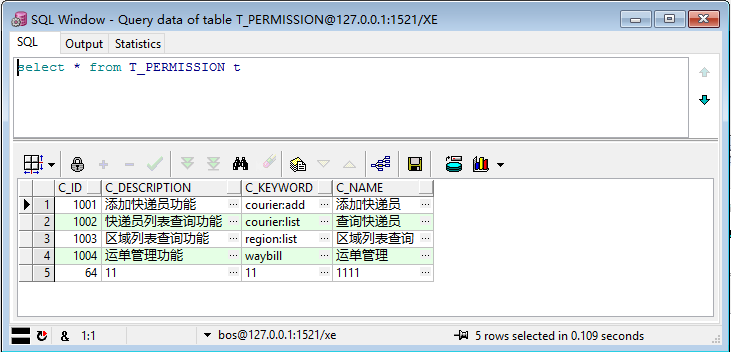 SQL Window - Query data of table T_PERMISSION@127.0.0.1:1521/XE
SQL Output Statistics
select * from T_PERMISSION t
C_ID C_DESCRIPTION C_KEYWORD C_NAME
1 1001 添加快递员功能 ... courier:add ... 添加快递员 ...
2 1002 快递员列表查询功能 ... courier:list ... 查询快递员 ...
3 1003 区域列表查询功能 ... region:list ... 区域列表查询 ...
4 1004 运单管理功能 ... waybill ... 运单管理 ...
5 64 11 ... 11 ... 1111 ...
& 1:1 bos@127.0.0.1:1521/xe 5 rows selected in 0.109 seconds